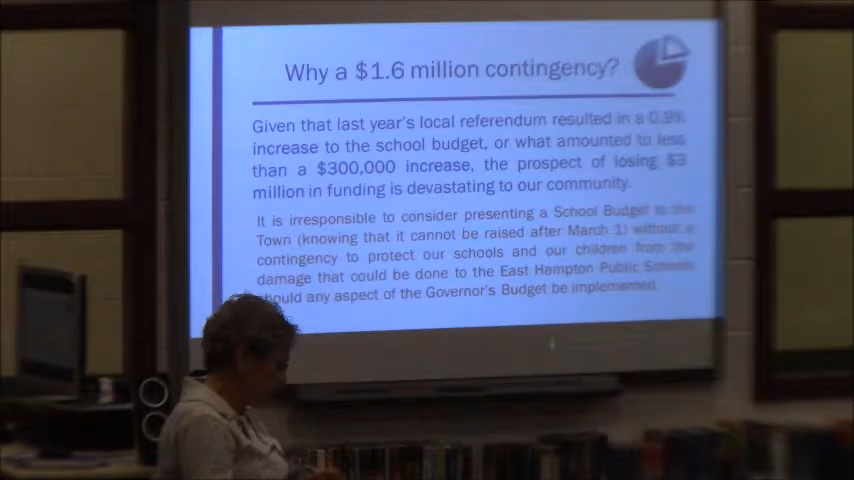 Why a $1.6 million contingency?
Given that last year's local referendum resulted in a 0.9%
increase to the school budget, or what amounted to less
than a $300,000 increase, the prospect of losing $3
million in funding is devastating to our community.
It is irresponsible to consider presenting a School Budget to the
Town (knowing that it cannot be raised after March 1) without a
contingency to protect our schools and our children from the
damage that could be done to the East Hampton Public Schools
should any aspect of the Governor's Budget be implemented.